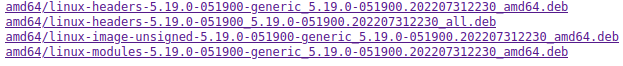 amd64/linux-headers-5.19.0-051900-generic_5.19.0-051900.202207312230_amd64.deb
amd64/linux-headers-5.19.0-051900_5.19.0-051900.202207312230_all.deb
amd64/linux-image-unsigned-5.19.0-051900-generic_5.19.0-051900.202207312230_amd64.deb
amd64/linux-modules-5.19.0-051900-generic_5.19.0-051900.202207312230_amd64.deb